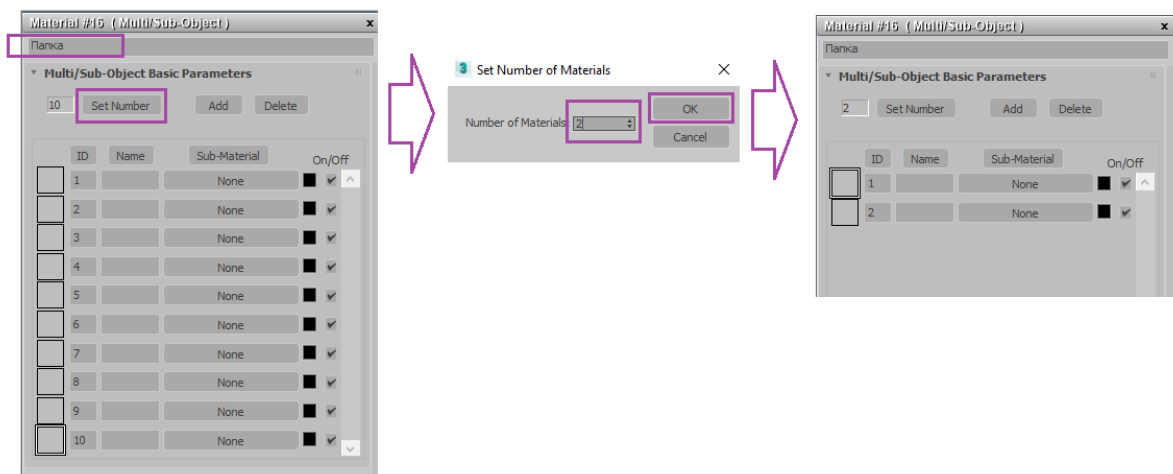 Material #16 ( Multi/Sub-Object ) x
Папка
Multi/Sub-Object Basic Parameters
10 Set Number Add Delete
ID Name Sub-Material On/Off
1 None
2 None
3 None
4 None
5 None
6 None
7 None
8 None
9 None
10 None
3 Set Number of Materials
Number of Materials: 2 OK
Cancel
Material #16 ( Multi/Sub-Object ) x
Папка
Multi/Sub-Object Basic Parameters
2 Set Number Add Delete
ID Name Sub-Material On/Off
1 None
2 None